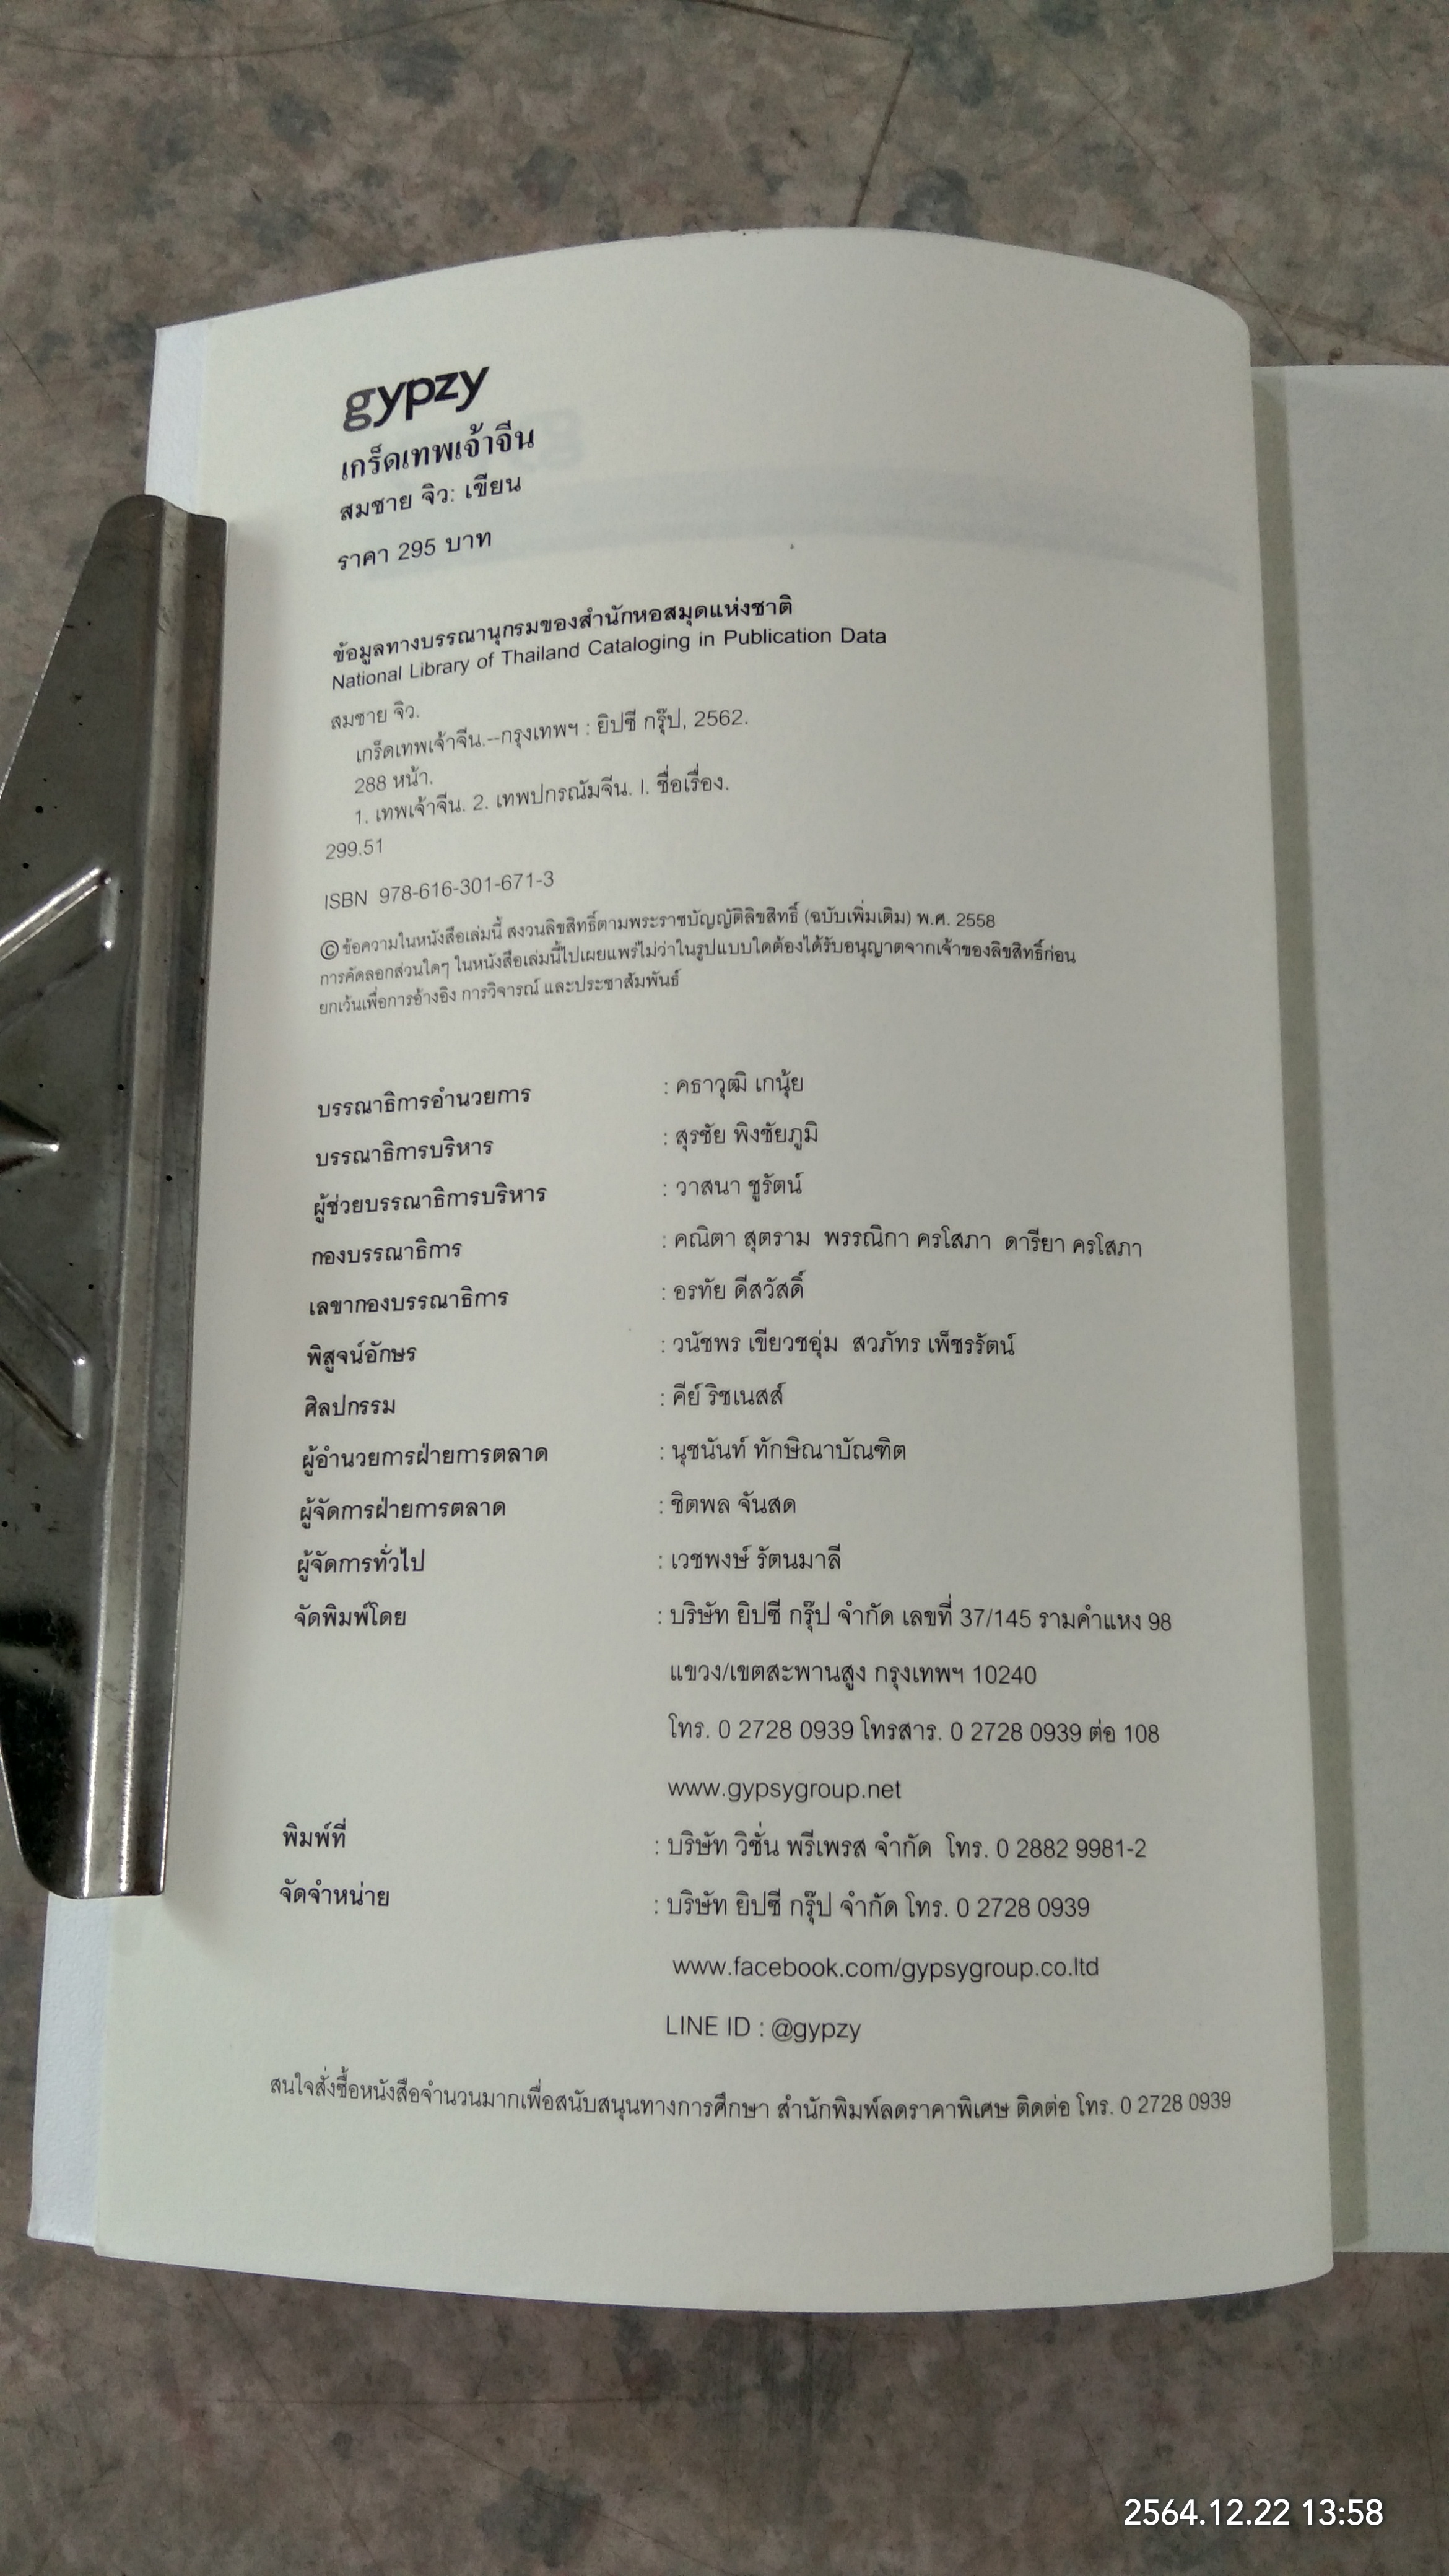 gypzy
เกร็ดเทพเจ้าจีน
สมชาย จิว: เขียน
ราคา 295 บาท
ข้อมูลทางบรรณานุกรมของสำนักหอสมุดแห่งชาติ
National Library of Thailand Cataloging in Publication Data
สมชาย จิว.
เกร็ดเทพเจ้าจีน.--กรุงเทพฯ : ยิปซี กรุ๊ป, 2562.
288 หน้า.
1. เทพเจ้าจีน. 2. เทพปกรณัมจีน. I. ชื่อเรื่อง.
299.51
ISBN 978-616-301-671-3
© ข้อความในหนังสือเล่มนี้ สงวนลิขสิทธิ์ตามพระราชบัญญัติลิขสิทธิ์ (ฉบับเพิ่มเติม) พ.ศ. 2558
การคัดลอกส่วนใดๆ ในหนังสือเล่มนี้ไปเผยแพร่ไม่ว่าในรูปแบบใดต้องได้รับอนุญาตจากเจ้าของลิขสิทธิ์ก่อน
ยกเว้นเพื่อการอ้างอิง การวิจารณ์ และประชาสัมพันธ์
บรรณาธิการอำนวยการ : คธาวุฒิ เกนุ้ย
บรรณาธิการบริหาร : สุรชัย พิงชัยภูมิ
ผู้ช่วยบรรณาธิการบริหาร : วาสนา ชูรัตน์
กองบรรณาธิการ : คณิตา สุตราม พรรณิกา ครโสภา ดารียา ครโสภา
เลขากองบรรณาธิการ : อรทัย ดีสวัสดิ์
พิสูจน์อักษร : วนัชพร เขียวชอุ่ม สวภัทร เพ็ชรรัตน์
ศิลปกรรม : คีย์ ริชเนสส์
ผู้อำนวยการฝ่ายการตลาด : นุชนันท์ ทักษิณาบัณฑิต
ผู้จัดการฝ่ายการตลาด : ชิตพล จันสด
ผู้จัดการทั่วไป : เวชพงษ์ รัตนมาลี
จัดพิมพ์โดย : บริษัท ยิปซี กรุ๊ป จำกัด เลขที่ 37/145 รามคำแหง 98
แขวง/เขตสะพานสูง กรุงเทพฯ 10240
โทร. 0 2728 0939 โทรสาร. 0 2728 0939 ต่อ 108
www.gypsygroup.net
พิมพ์ที่ : บริษัท วิชั่น พรีเพรส จำกัด โทร. 0 2882 9981-2
จัดจำหน่าย : บริษัท ยิปซี กรุ๊ป จำกัด โทร. 0 2728 0939
www.facebook.com/gypsygroup.co.ltd
LINE ID : @gypzy
สนใจสั่งซื้อหนังสือจำนวนมากเพื่อสนับสนุนทางการศึกษา สำนักพิมพ์ลดราคาพิเศษ ติดต่อ โทร. 0 2728 0939
2564.12.22 13:58